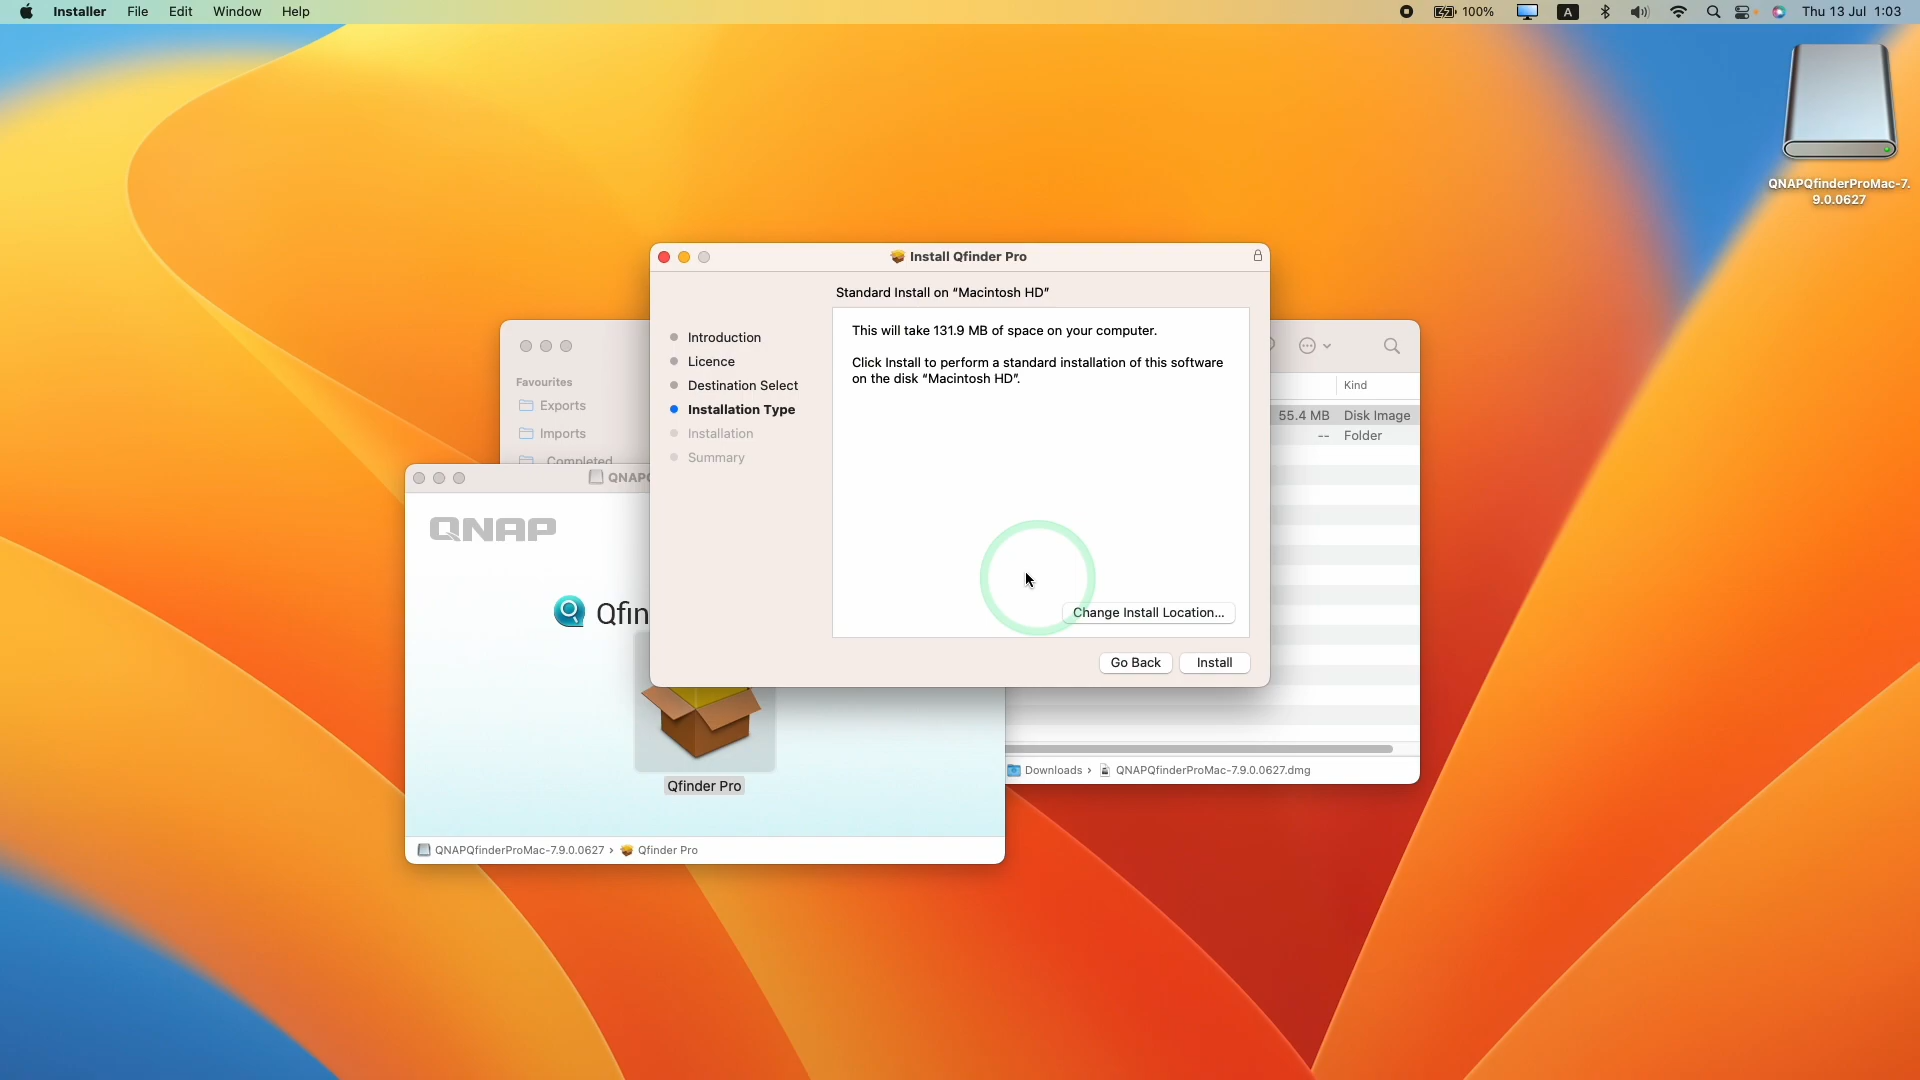 Installer File Edit Window Help
100% A Thu 13 Jul 1:03
QNAPQfinderProMac-7.
9.0.0627
Install Qfinder Pro
Standard Install on “Macintosh HD”
Introduction
Licence
Destination Select
Installation Type
Installation
Summary
This will take 131.9 MB of space on your computer.
Click Install to perform a standard installation of this software
on the disk “Macintosh HD”.
Change Install Location...
Go Back
Install
Favourites
Exports
Imports
Completed
Kind
55.4 MB Disk Image
-- Folder
Downloads › QNAPQfinderProMac-7.9.0.0627.dmg
QNAP
Qfinder Pro
QNAPQfinderProMac-7.9.0.0627 › Qfinder Pro